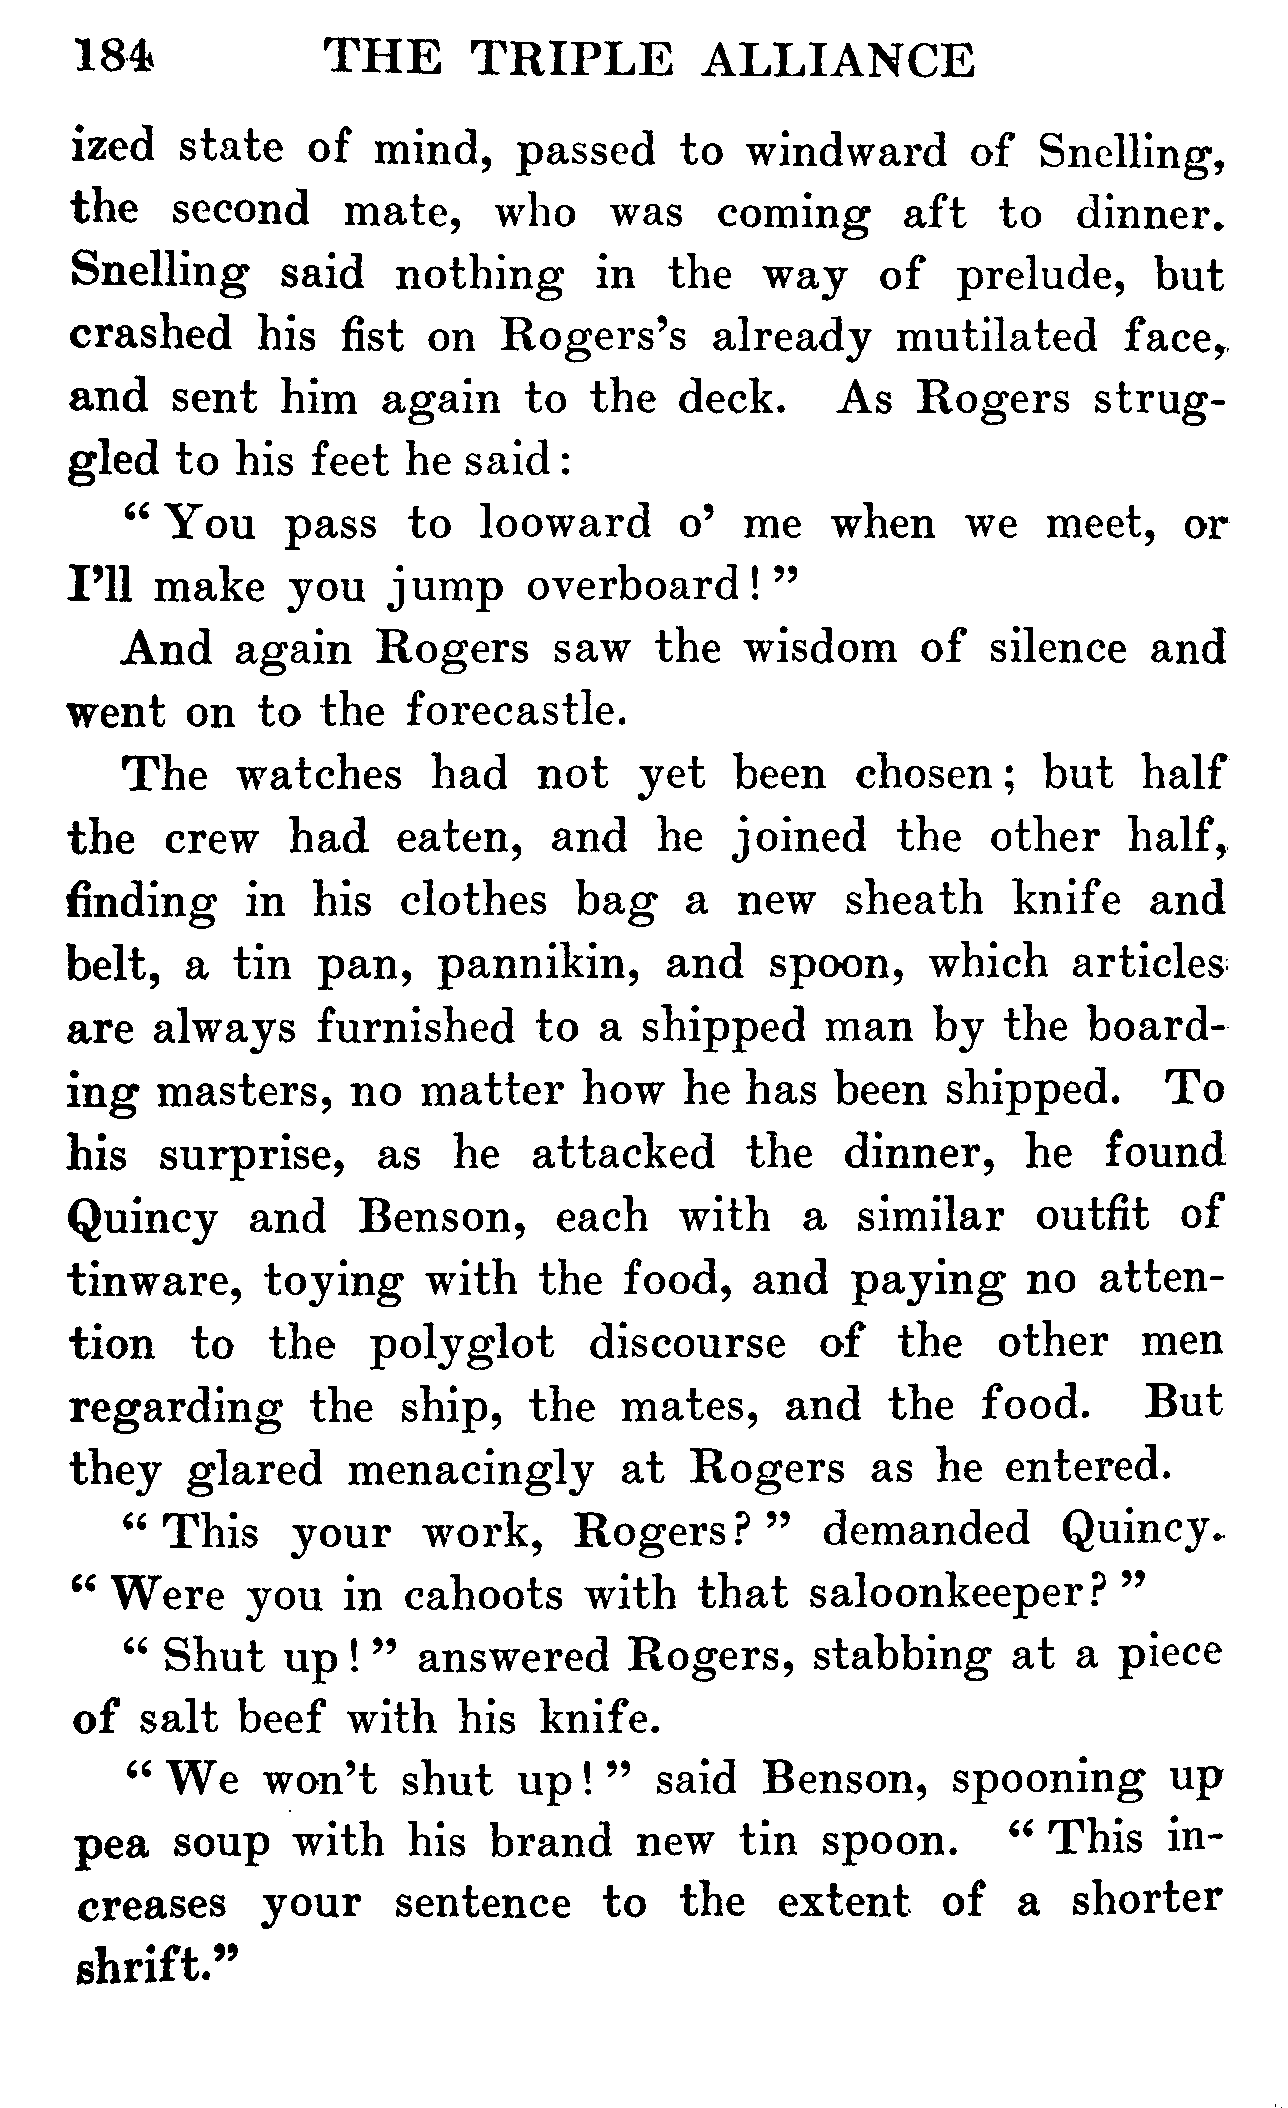 184 THE TRIPLE ALLIANCE
ized state of mind, passed to windward of Snelling,
the second mate, who was coming aft to dinner.
Snelling said nothing in the way of prelude, but
crashed his fist on Rogers's already mutilated face,
and sent him again to the deck. As Rogers strug-
gled to his feet he said:
"You pass to looward o' me when we meet, or
I'll make you jump overboard!"
And again Rogers saw the wisdom of silence and
went on to the forecastle.
The watches had not yet been chosen; but half
the crew had eaten, and he joined the other half,
finding in his clothes bag a new sheath knife and
belt, a tin pan, pannikin, and spoon, which articles
are always furnished to a shipped man by the board-
ing masters, no matter how he has been shipped. To
his surprise, as he attacked the dinner, he found
Quincy and Benson, each with a similar outfit of
tinware, toying with the food, and paying no atten-
tion to the polyglot discourse of the other men
regarding the ship, the mates, and the food. But
they glared menacingly at Rogers as he entered.
"This your work, Rogers?" demanded Quincy.
"Were you in cahoots with that saloonkeeper?"
"Shut up!" answered Rogers, stabbing at a piece
of salt beef with his knife.
"We won't shut up!" said Benson, spooning up
pea soup with his brand new tin spoon. "This in-
creases your sentence to the extent of a shorter
shrift."